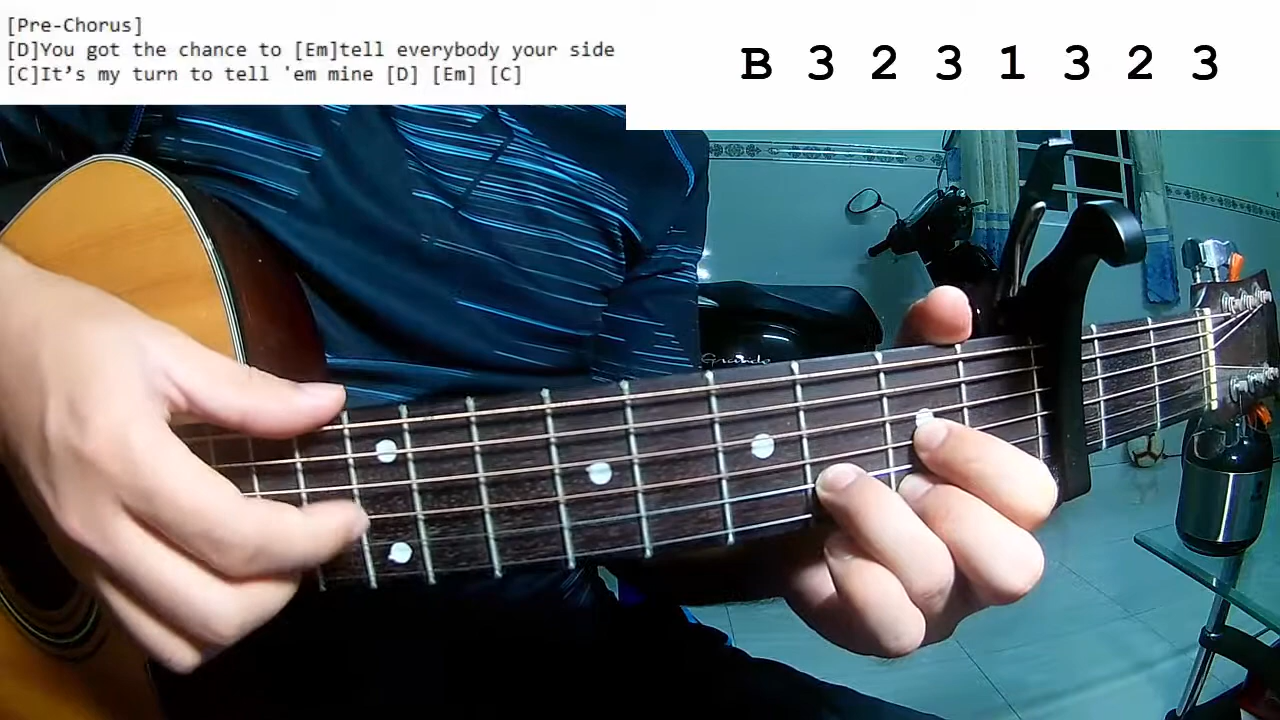 [Pre-Chorus]
[D]You got the chance to [Em]tell everybody your side
[C]It’s my turn to tell 'em mine [D] [Em] [C]
B 3 2 3 1 3 2 3
Grande